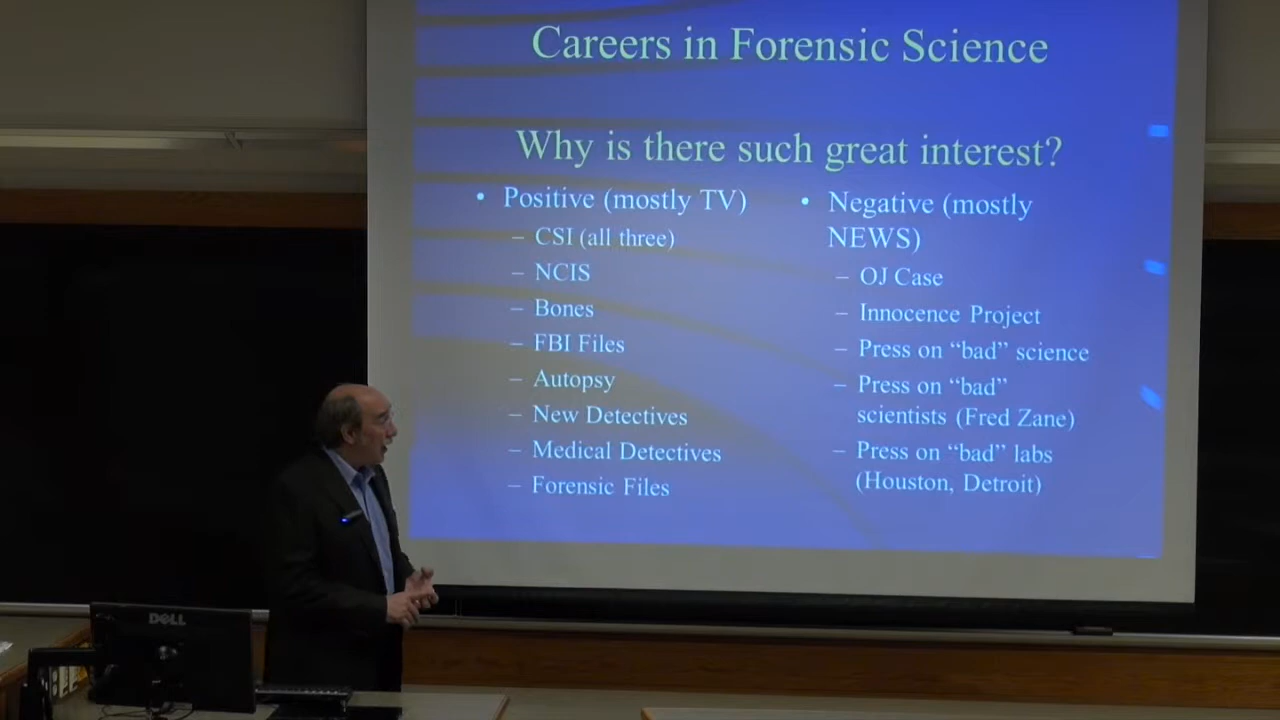 Careers in Forensic Science
Why is there such great interest?
• Positive (mostly TV)
– CSI (all three)
– NCIS
– Bones
– FBI Files
– Autopsy
– New Detectives
– Medical Detectives
– Forensic Files
• Negative (mostly
NEWS)
– OJ Case
– Innocence Project
– Press on “bad” science
– Press on “bad”
scientists (Fred Zane)
– Press on “bad” labs
(Houston, Detroit)
DELL